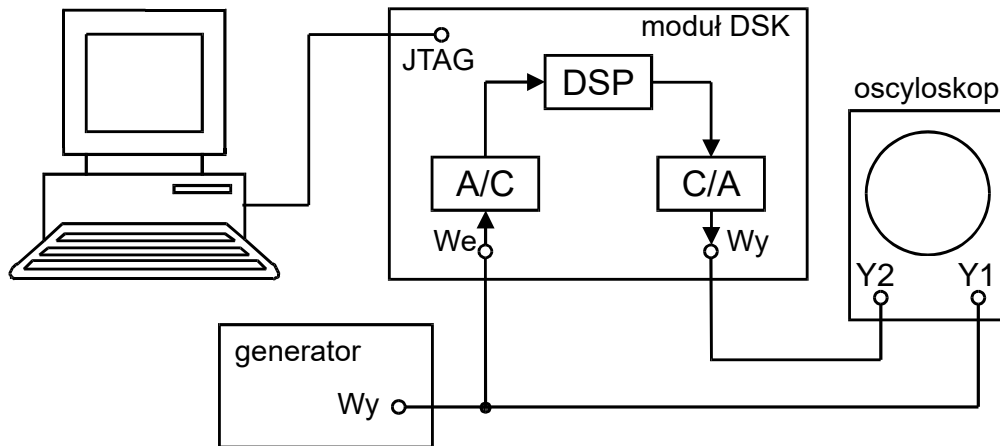 moduł DSK
JTAG
DSP
oscyloskop
A/C
C/A
We
Wy
Y2
Y1
generator
Wy